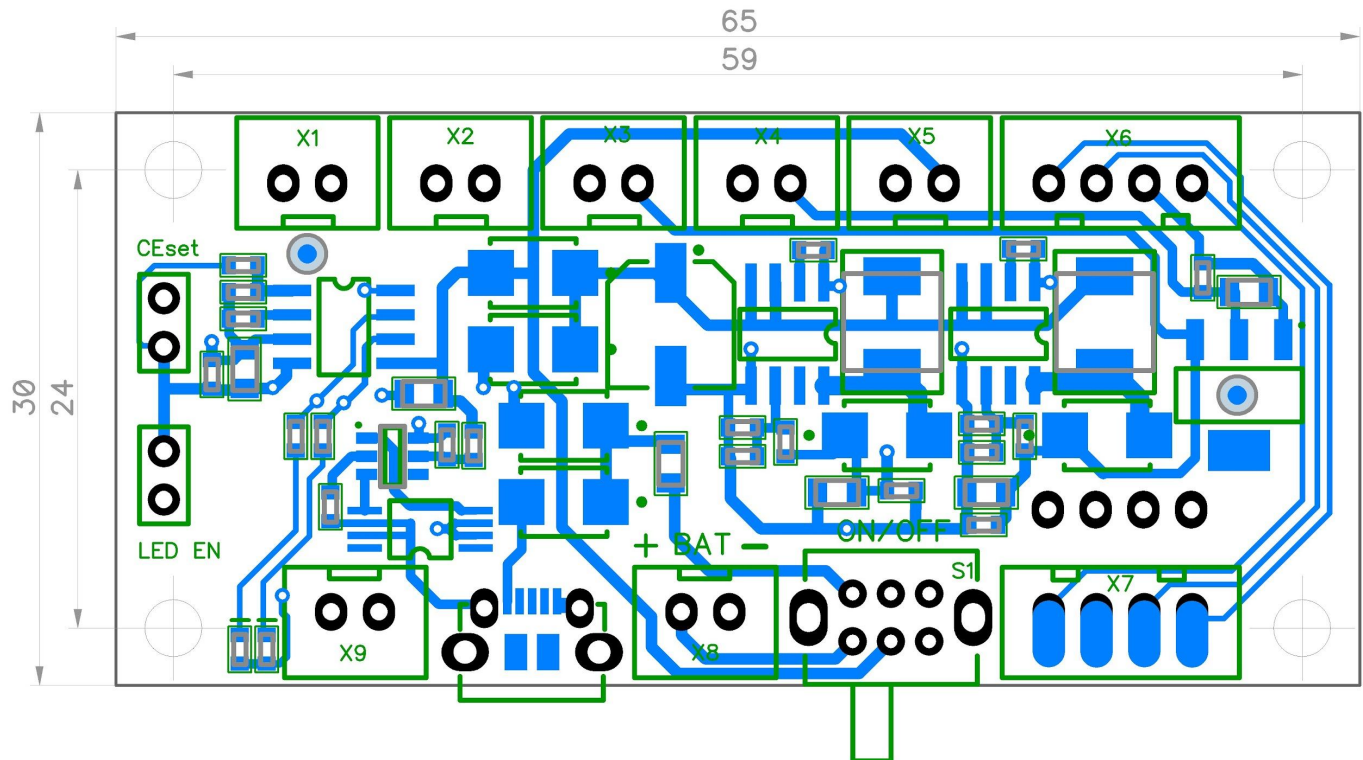 65
59
X1
X2
X3
X4
X5
X6
CEset
30
24
LED EN
+ BAT -
ON/OFF
S1
X7
X9
X8